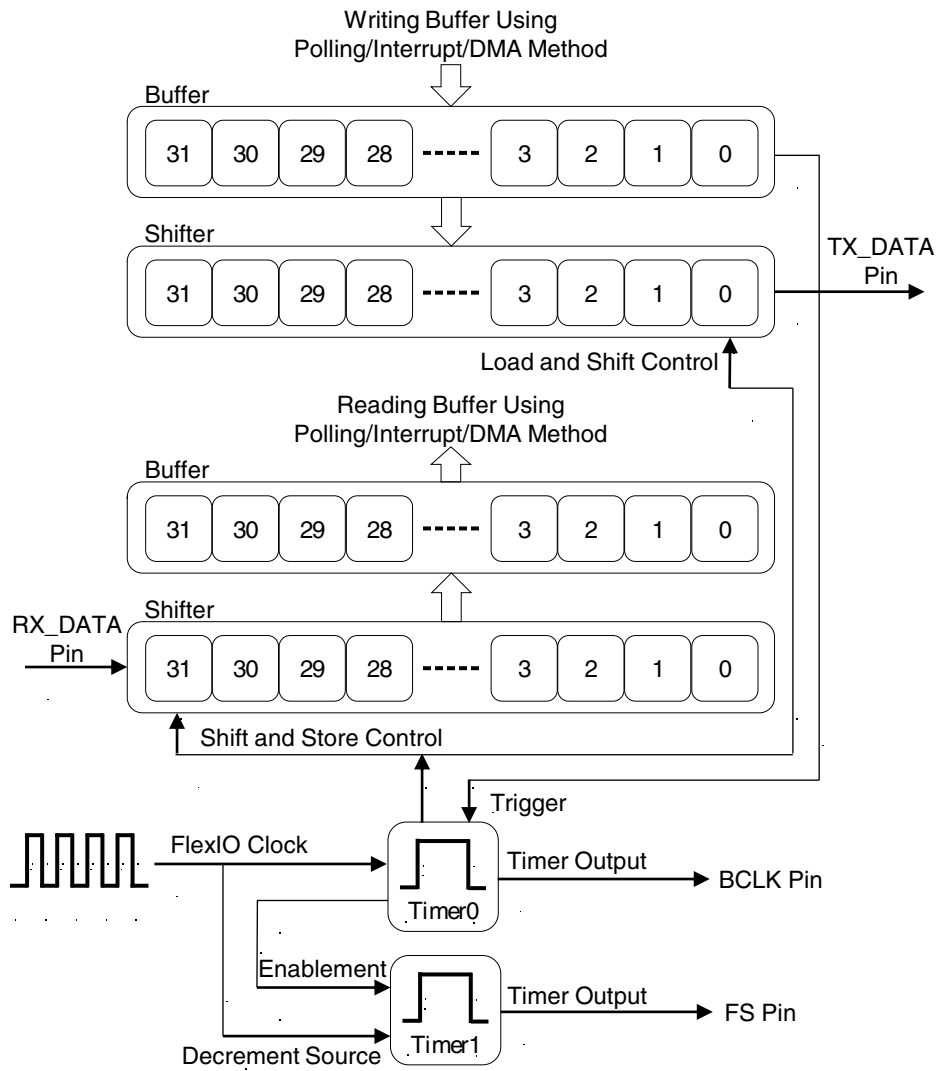 Writing Buffer Using
Polling/Interrupt/DMA Method
Buffer
31 30 29 28 3 2 1 0
Shifter
31 30 29 28 3 2 1 0
TX_DATA
Pin
Load and Shift Control
Reading Buffer Using
Polling/Interrupt/DMA Method
Buffer
31 30 29 28 3 2 1 0
Shifter
RX_DATA
Pin
31 30 29 28 3 2 1 0
Shift and Store Control
Trigger
FlexIO Clock
Timer Output
BCLK Pin
Timer0
Enablement
Timer Output
FS Pin
Timer1
Decrement Source